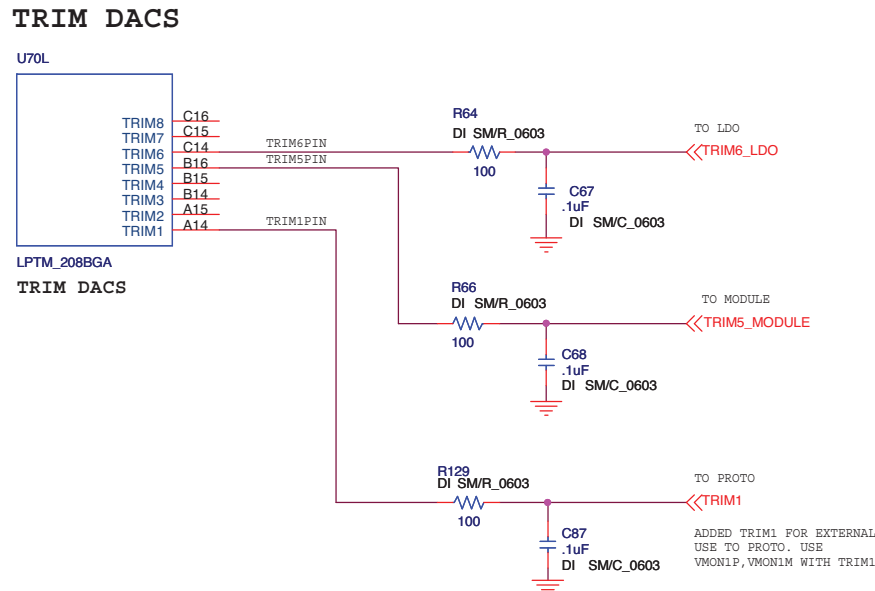 TRIM DACS
U70L
TRIM8 C16
TRIM7 C15
TRIM6 C14
TRIM5 B16
TRIM4 B15
TRIM3 B14
TRIM2 A15
TRIM1 A14
LPTM_208BGA
TRIM DACS
TRIM6PIN
TRIM5PIN
TRIM1PIN
R64
DI SM/R_0603
100
TO LDO
TRIM6_LDO
C67
.1uF
DI SM/C_0603
R66
DI SM/R_0603
100
TO MODULE
TRIM5_MODULE
C68
.1uF
DI SM/C_0603
R129
DI SM/R_0603
100
TO PROTO
TRIM1
C87
.1uF
DI SM/C_0603
ADDED TRIM1 FOR EXTERNAL
USE TO PROTO. USE
VMON1P,VMON1M WITH TRIM1